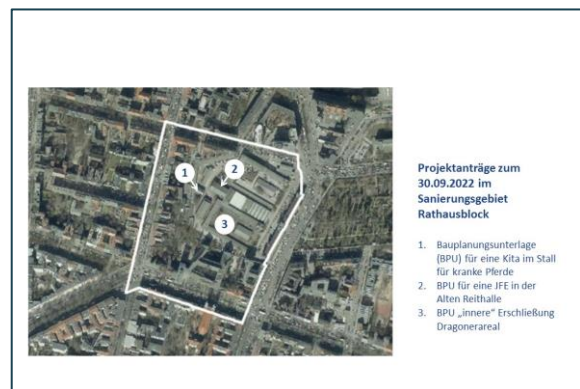 1
2
3
Projektanträge zum
30.09.2022 im
Sanierungsgebiet
Rathausblock
1. Bauplanungsunterlage
(BPU) für eine Kita im Stall
für kranke Pferde
2. BPU für eine JFE in der
Alten Reithalle
3. BPU „innere“ Erschließung
Dragonerareal